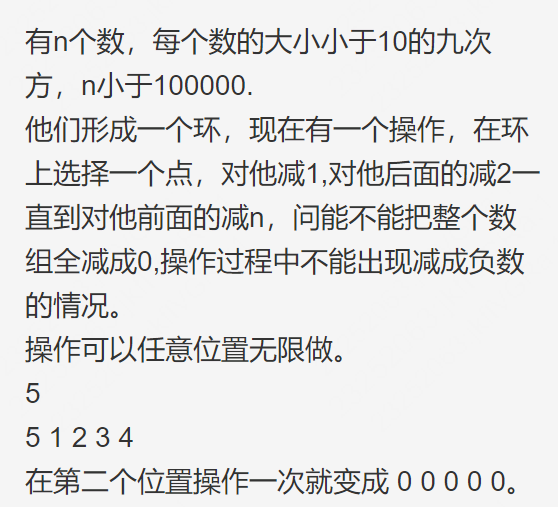 有n个数，每个数的大小小于10的九次
方，n小于100000.
他们形成一个环，现在有一个操作，在环
上选择一个点，对他减1,对他后面的减2一
直到对他前面的减n，问能不能把整个数
组全减成0,操作过程中不能出现减成负数
的情况。
操作可以任意位置无限做。
5
5 1 2 3 4
在第二个位置操作一次就变成 0 0 0 0 0。